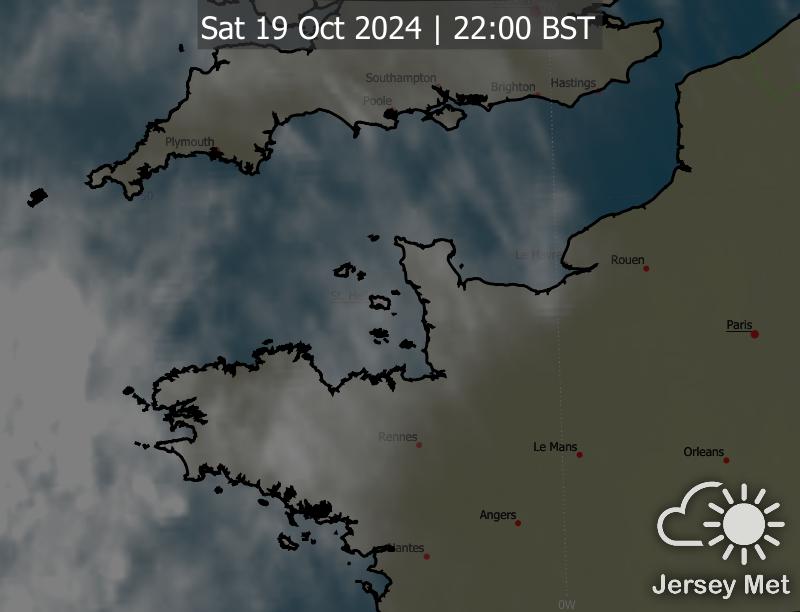 Sat 19 Oct 2024 | 22:00 BST
Southampton
Brighton
Hastings
Poole
Plymouth
Le Havre
Rouen
St. Helier
Paris
Rennes
Le Mans
Orleans
Angers
Nantes
0W
Jersey Met